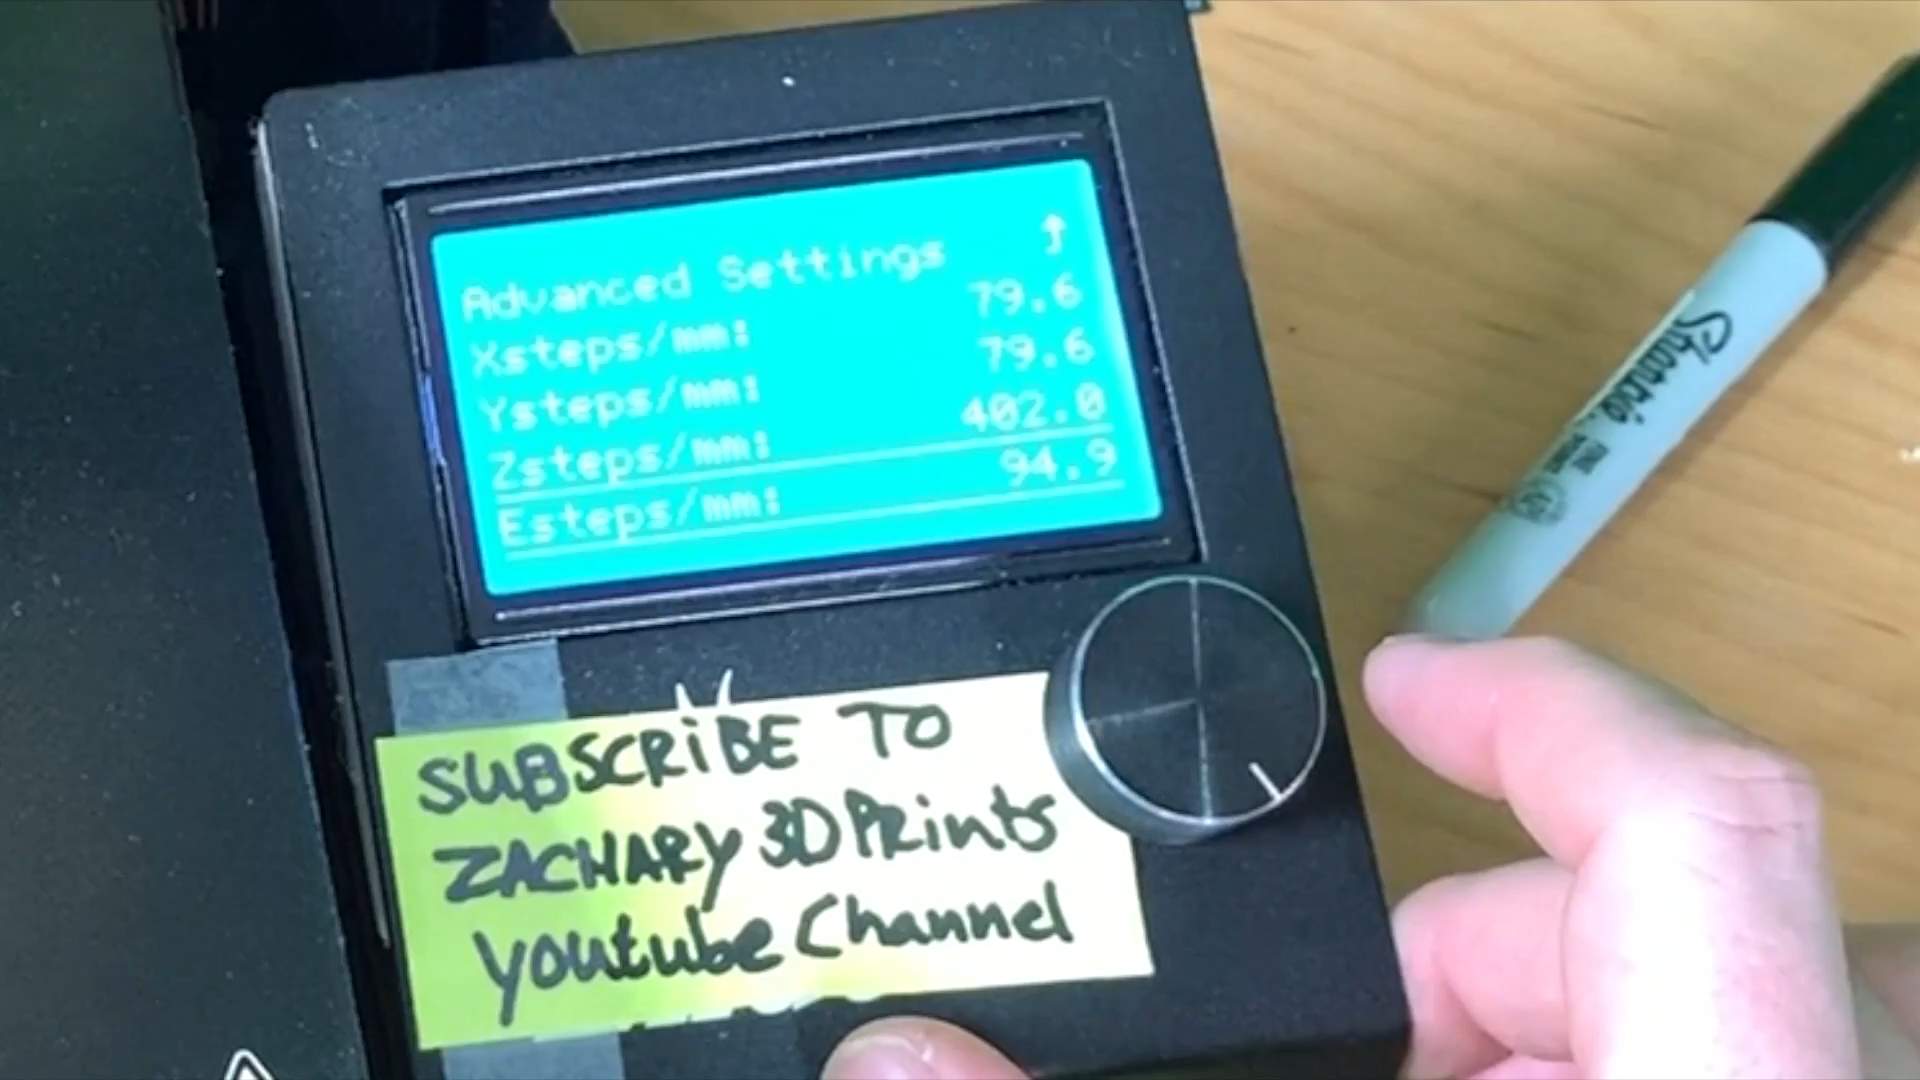 Advanced Settings ↑
Xsteps/mm: 79.6
Ysteps/mm: 79.6
Zsteps/mm: 402.0
Esteps/mm: 94.9
SUBSCRiBE TO
ZACHARY 3D PRints
Youtube Channel
Sharpie